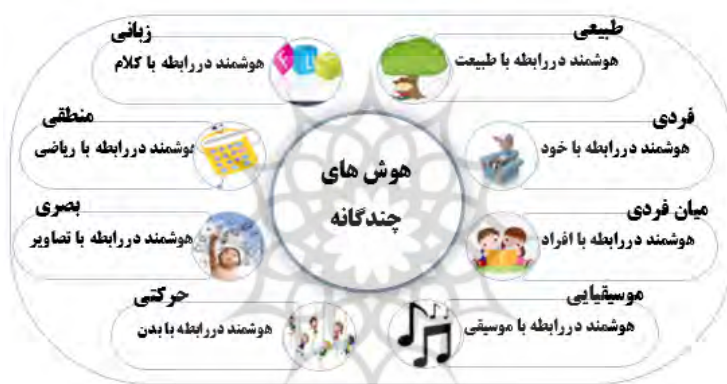 طبیعی
هوشمند دررابطه با طبیعت
فردی
هوشمند دررابطه با خود
میان فردی
هوشمند دررابطه با افراد
موسیقیایی
هوشمند دررابطه با موسیقی
هوش های
چندگانه
زبانی
هوشمند دررابطه با کلام
منطقی
هوشمند دررابطه با ریاضی
بصری
هوشمند دررابطه با تصاویر
حرکتی
هوشمند دررابطه با بدن